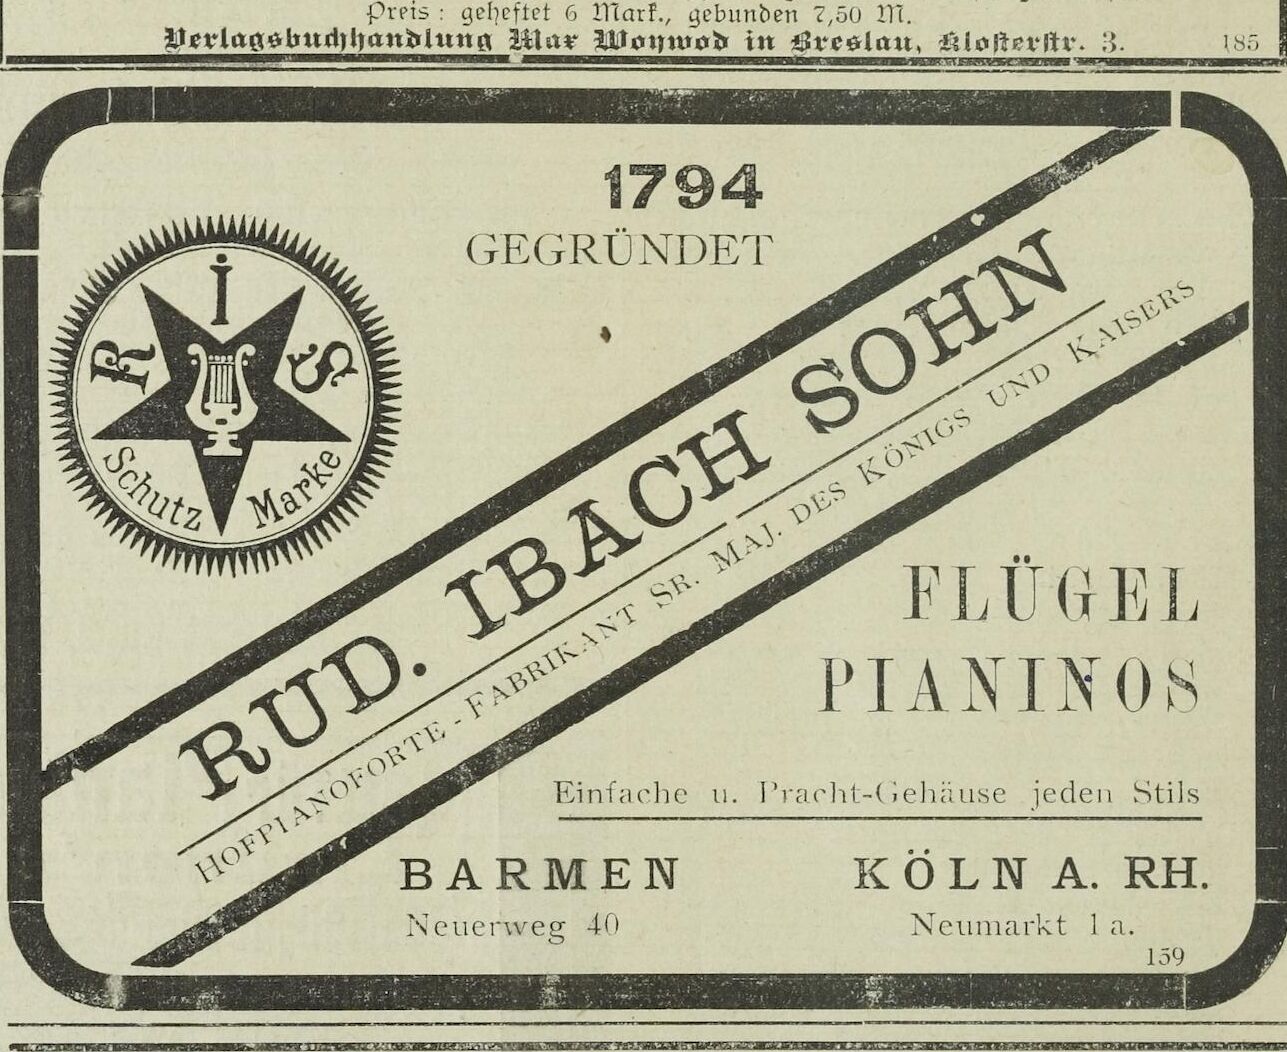 Preis: geheftet 6 Mark., gebunden 7,50 M.
Verlagsbuchhandlung Max Woywod in Breslau, Klosterstr. 3. 185
1794
GEGRÜNDET
R I S
Schutz Marke
RUD. IBACH SOHN
HOFPIANOFORTE-FABRIKANT SR. MAJ. DES KÖNIGS UND KAISERS
FLÜGEL
PIANINOS
Einfache u. Pracht-Gehäuse jeden Stils
BARMEN
Neuerweg 40
KÖLN A. RH.
Neumarkt 1 a.
159